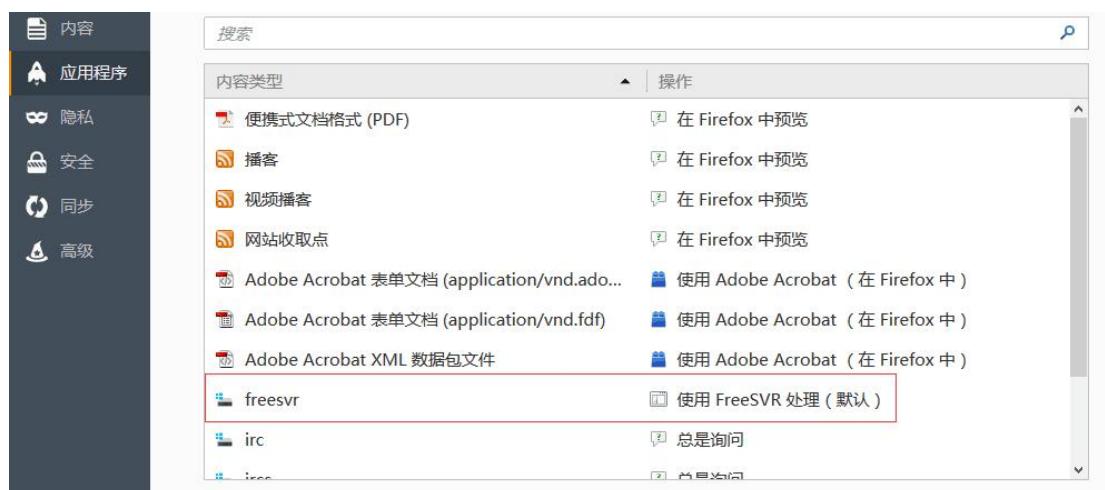 内容
应用程序
隐私
安全
同步
高级
搜索
内容类型 操作
便携式文档格式 (PDF) 在 Firefox 中预览
播客 在 Firefox 中预览
视频播客 在 Firefox 中预览
网站收取点 在 Firefox 中预览
Adobe Acrobat 表单文档 (application/vnd.ado... 使用 Adobe Acrobat （在 Firefox 中）
Adobe Acrobat 表单文档 (application/vnd.fdf) 使用 Adobe Acrobat （在 Firefox 中）
Adobe Acrobat XML 数据包文件 使用 Adobe Acrobat （在 Firefox 中）
freesvr 使用 FreeSVR 处理（默认）
irc 总是询问
ircs 总是询问